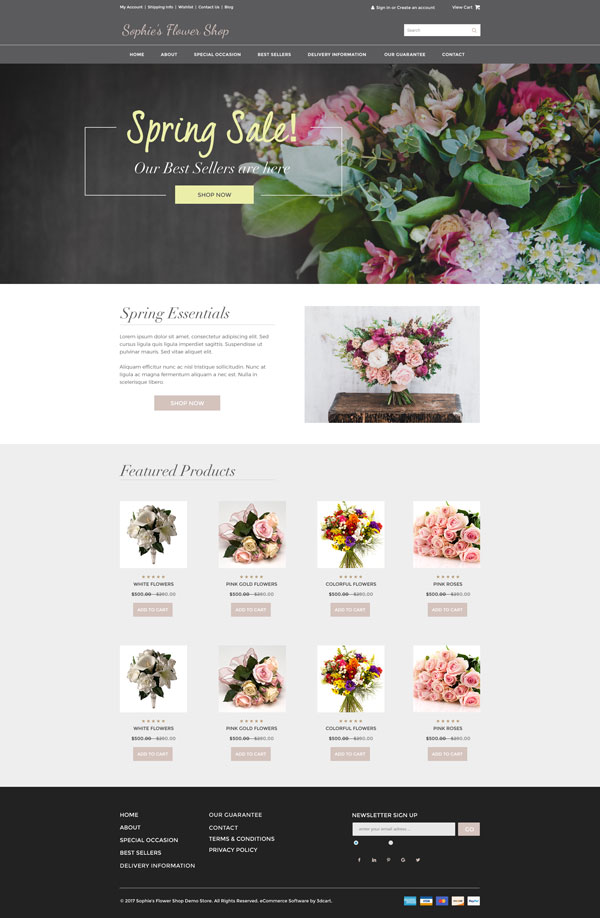 My Account | Shipping Info | Wishlist | Contact Us | Blog
Sign in or Create an account
View Cart
Sophie's Flower Shop
Search
HOME ABOUT SPECIAL OCCASION BEST SELLERS DELIVERY INFORMATION OUR GUARANTEE CONTACT
Spring Sale!
Our Best Sellers are here
SHOP NOW
Spring Essentials
Lorem ipsum dolor sit amet, consectetur adipiscing elit. Sed
cursus ligula quis ligula imperdiet sagittis. Suspendisse ut
pulvinar mauris. Sed vitae aliquet elit.
Aliquam efficitur nunc ac nisl tristique sollicitudin. Nunc at
ligula ac magna fermentum aliquam a nec est. Nulla in
scelerisque libero.
SHOP NOW
Featured Products
WHITE FLOWERS PINK GOLD FLOWERS COLORFUL FLOWERS PINK ROSES
$500.00 - $290.00 $500.00 - $290.00 $500.00 - $290.00 $500.00 - $290.00
ADD TO CART ADD TO CART ADD TO CART ADD TO CART
WHITE FLOWERS PINK GOLD FLOWERS COLORFUL FLOWERS PINK ROSES
$500.00 - $290.00 $500.00 - $290.00 $500.00 - $290.00 $500.00 - $290.00
ADD TO CART ADD TO CART ADD TO CART ADD TO CART
HOME
ABOUT
SPECIAL OCCASION
BEST SELLERS
DELIVERY INFORMATION
OUR GUARANTEE
CONTACT
TERMS & CONDITIONS
PRIVACY POLICY
NEWSLETTER SIGN UP
enter your email adress ...
GO
© 2017 Sophie's Flower Shop Demo Store. All Rights Reserved. eCommerce Software by 3dcart.